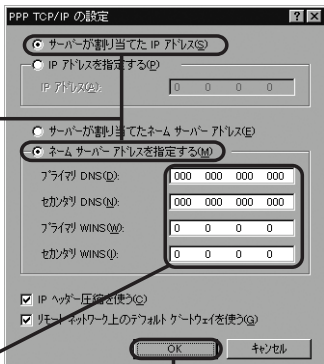 PPP TCP/IP の設定
サーバーが割り当てた IP アドレス(S)
IP アドレスを指定する(P)
IP アドレス(A): 0 0 0 0
サーバーが割り当てたネーム サーバー アドレス(E)
ネーム サーバー アドレスを指定する(M)
プライマリ DNS(D): 000 000 000 000
セカンダリ DNS(N): 000 000 000 000
プライマリ WINS(W): 0 0 0 0
セカンダリ WINS(I): 0 0 0 0
IP ヘッダー圧縮を使う(C)
リモート ネットワーク上のデフォルト ゲートウェイを使う(G)
OK キャンセル